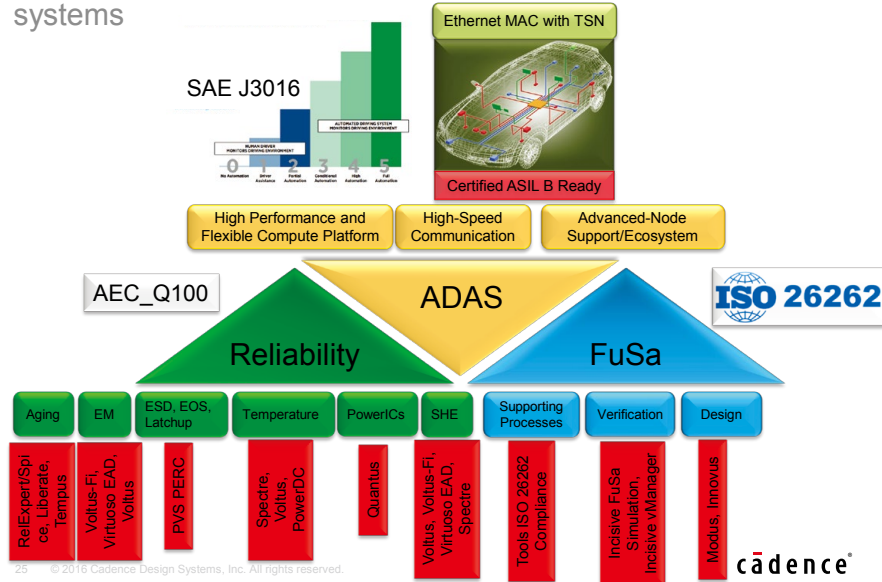 systems
Ethernet MAC with TSN
SAE J3016
AUTOMATED DRIVING SYSTEM
MONITORS DRIVING ENVIRONMENT
HUMAN DRIVER
MONITORS DRIVING ENVIRONMENT
0 1 2 3 4 5
No Automation
Driver
Assistance
Partial
Automation
Conditional
Automation
High
Automation
Full
Automation
Certified ASIL B Ready
High Performance and
Flexible Compute Platform
High-Speed
Communication
Advanced-Node
Support/Ecosystem
AEC_Q100
ADAS
ISO 26262
Reliability
FuSa
Aging
EM
ESD, EOS,
Latchup
Temperature
PowerICs
SHE
Supporting
Processes
Verification
Design
RelExpert/Spi
ce, Liberate,
Tempus
Voltus-Fi,
Virtuoso EAD,
Voltus
PVS PERC
Spectre,
Voltus,
PowerDC
Quantus
Voltus, Voltus-Fi,
Virtuoso EAD,
Spectre
Tools ISO 26262
Compliance
Incisive FuSa
Simulation,
Incisive vManager
Modus, Innovus
25 © 2016 Cadence Design Systems, Inc. All rights reserved.
cādence®